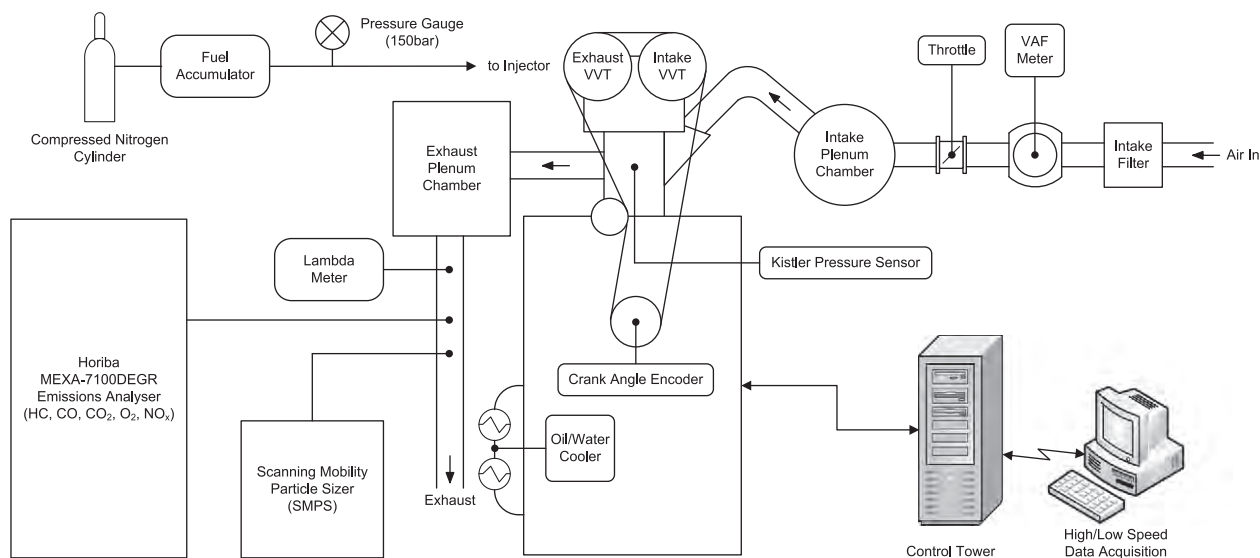 Pressure Gauge
(150bar)
Fuel
Accumulator
to Injector
Compressed Nitrogen
Cylinder
Exhaust
VVT
Intake
VVT
Throttle
VAF
Meter
Intake
Plenum
Chamber
Intake
Filter
Air In
Exhaust
Plenum
Chamber
Lambda
Meter
Kistler Pressure Sensor
Horiba
MEXA-7100DEGR
Emissions Analyser
(HC, CO, CO₂, O₂, NOₓ)
Crank Angle Encoder
Scanning Mobility
Particle Sizer
(SMPS)
Oil/Water
Cooler
Exhaust
Control Tower
High/Low Speed
Data Acquisition